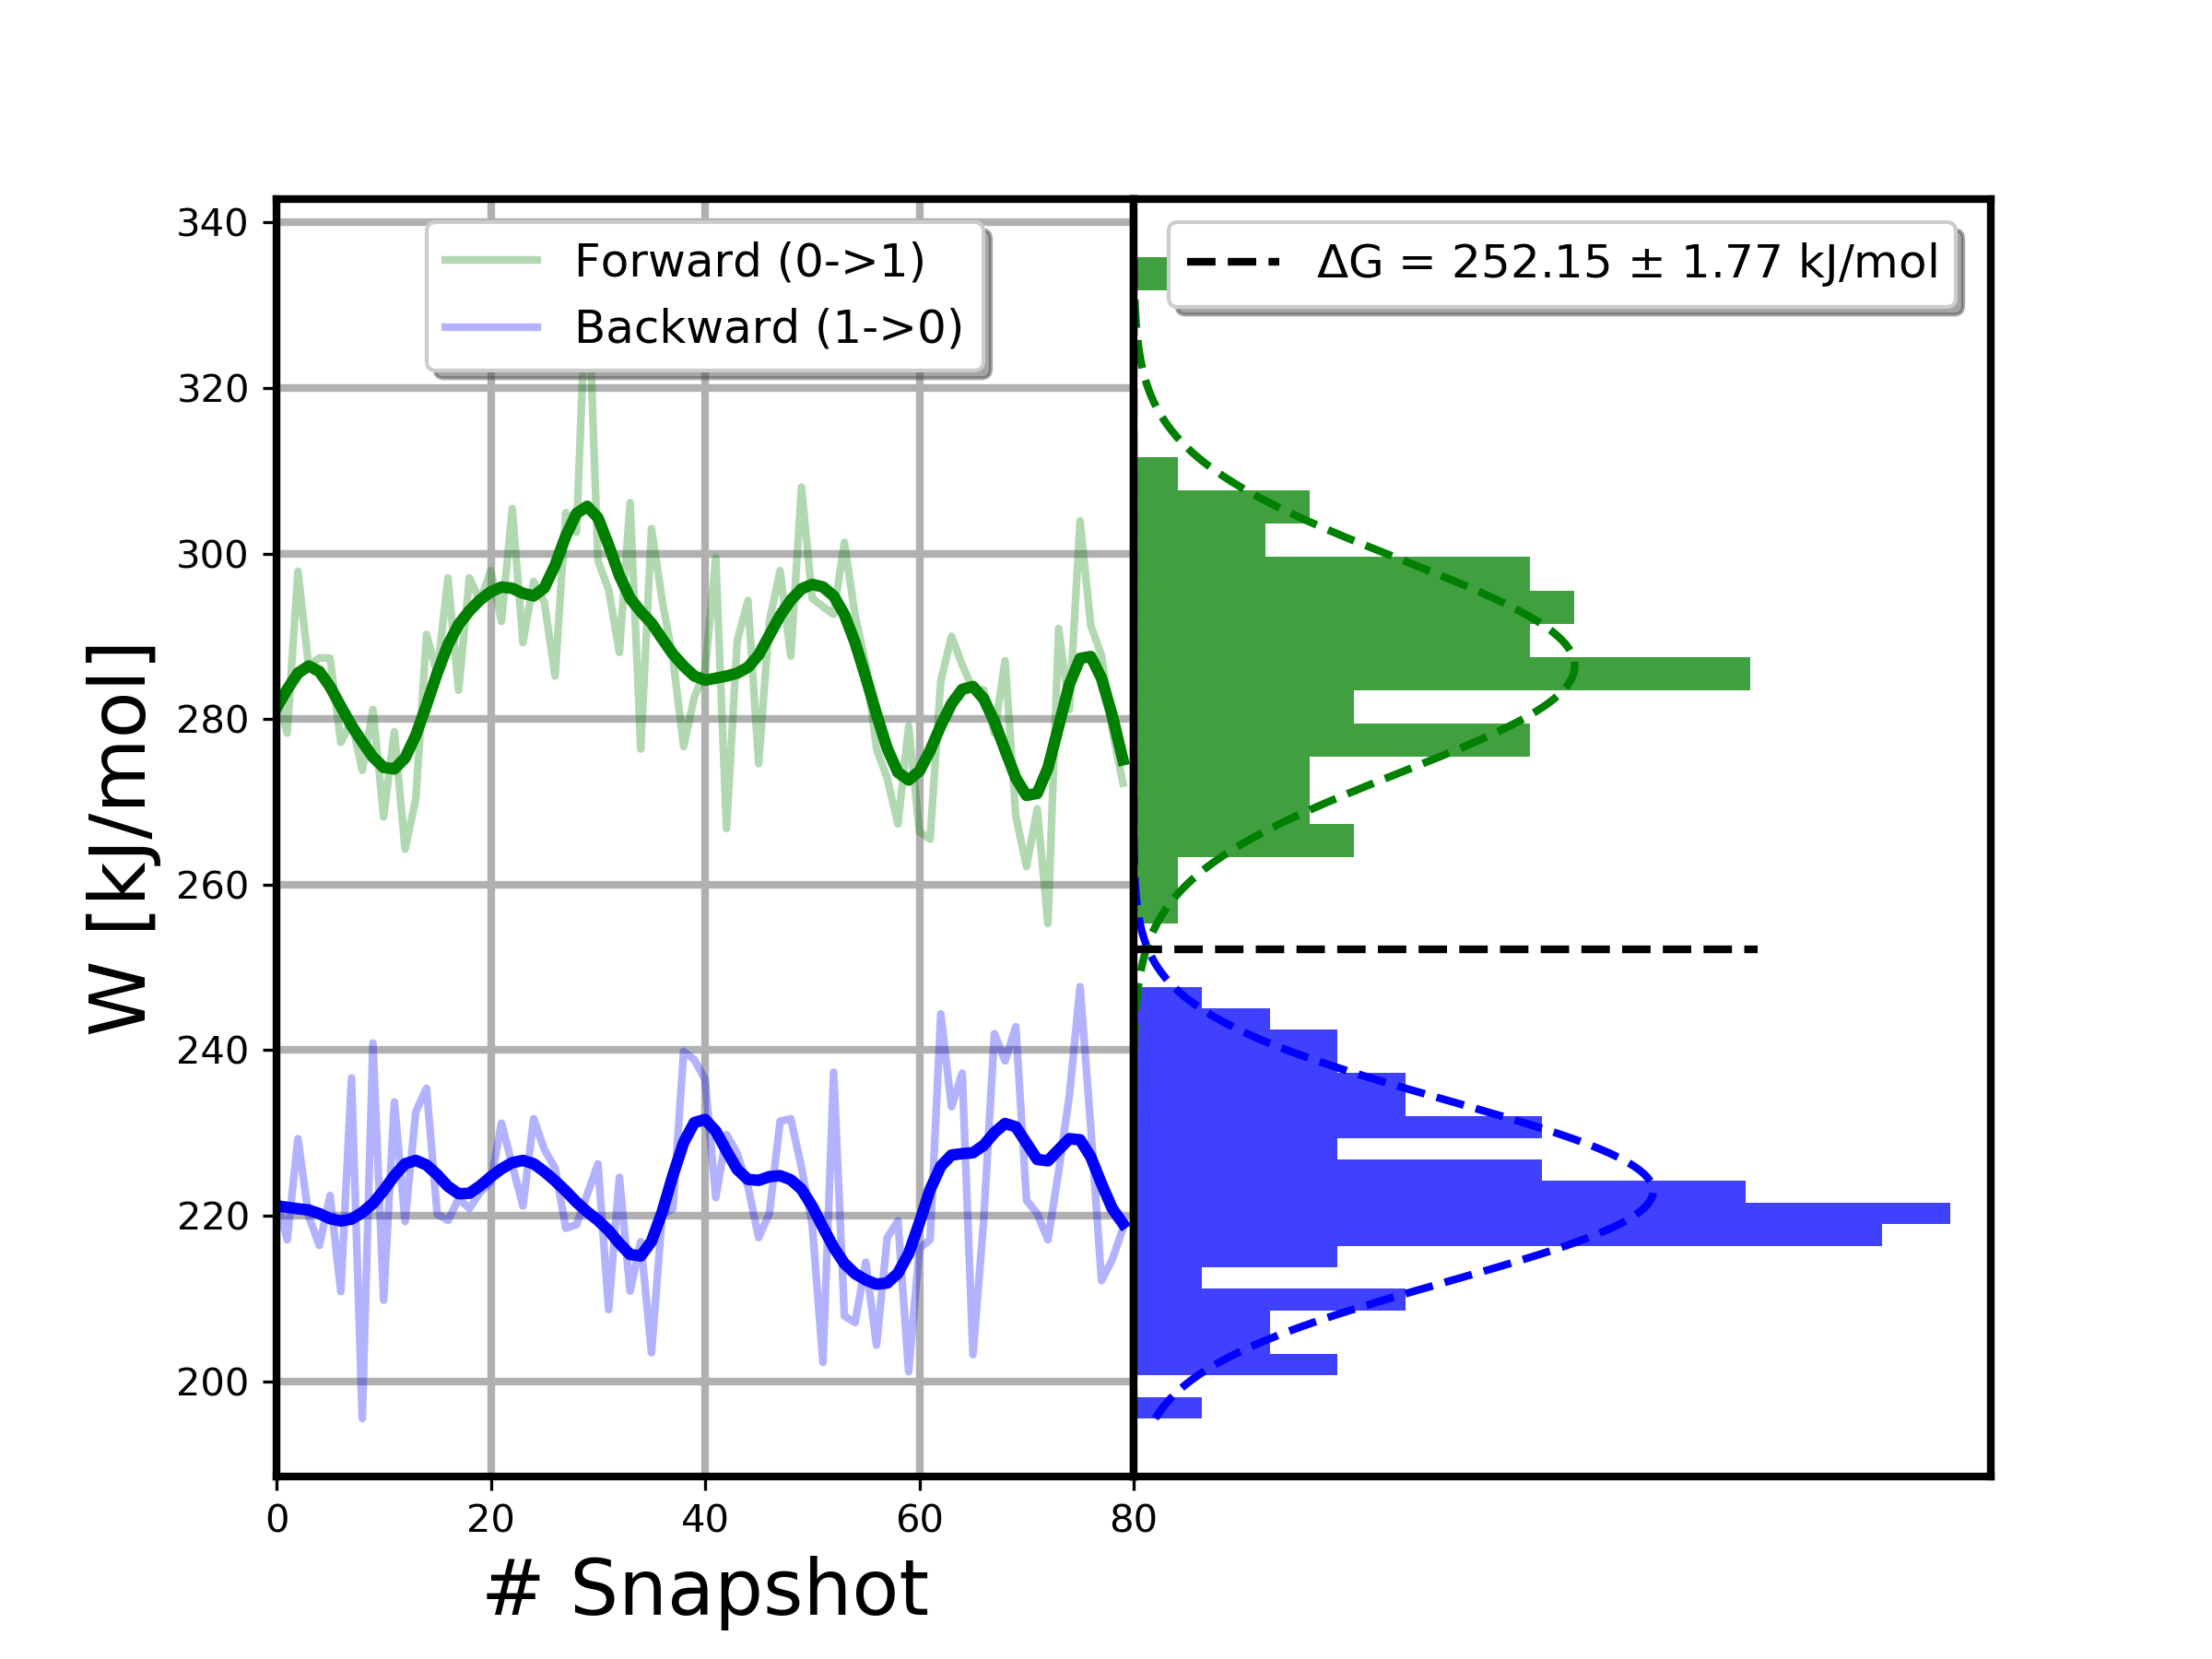 340
320
300
280
260
240
220
200
W [kJ/mol]
Forward (0->1)
Backward (1->0)
ΔG = 252.15 ± 1.77 kJ/mol
0 20 40 60 80
# Snapshot